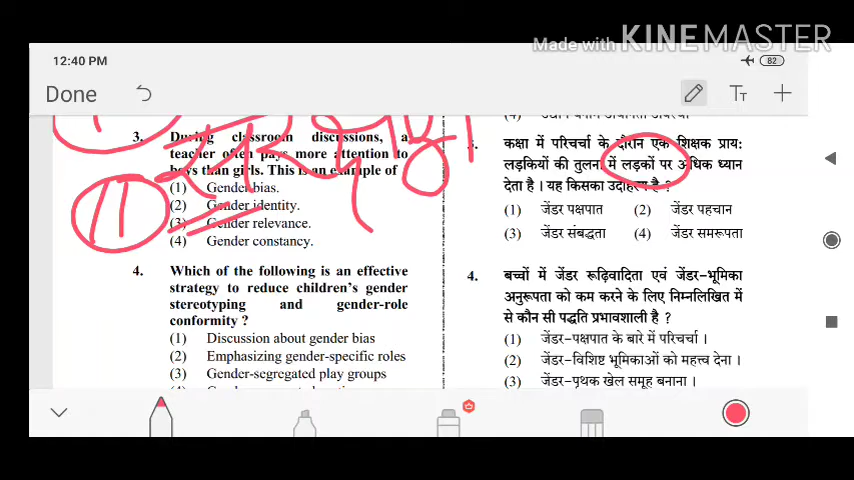 Made with KINEMASTER
12:40 PM
82
Done
3. During classroom discussions, a
teacher often pays more attention to
boys than girls. This is an example of
(1) Gender bias.
(2) Gender identity.
(3) Gender relevance.
(4) Gender constancy.
4. Which of the following is an effective
strategy to reduce children's gender
stereotyping and gender-role
conformity ?
(1) Discussion about gender bias
(2) Emphasizing gender-specific roles
(3) Gender-segregated play groups
कक्षा में परिचर्चा के दौरान एक शिक्षक प्राय:
लड़कियों की तुलना में लड़कों पर अधिक ध्यान
देता है । यह किसका उदाहरण है ?
(1) जेंडर पक्षपात (2) जेंडर पहचान
(3) जेंडर संबद्धता (4) जेंडर समरूपता
4. बच्चों में जेंडर रूढ़िवादिता एवं जेंडर-भूमिका
अनुरूपता को कम करने के लिए निम्नलिखित में
से कौन सी पद्धति प्रभावशाली है ?
(1) जेंडर-पक्षपात के बारे में परिचर्चा ।
(2) जेंडर-विशिष्ट भूमिकाओं को महत्त्व देना ।
(3) जेंडर-पृथक खेल समूह बनाना ।